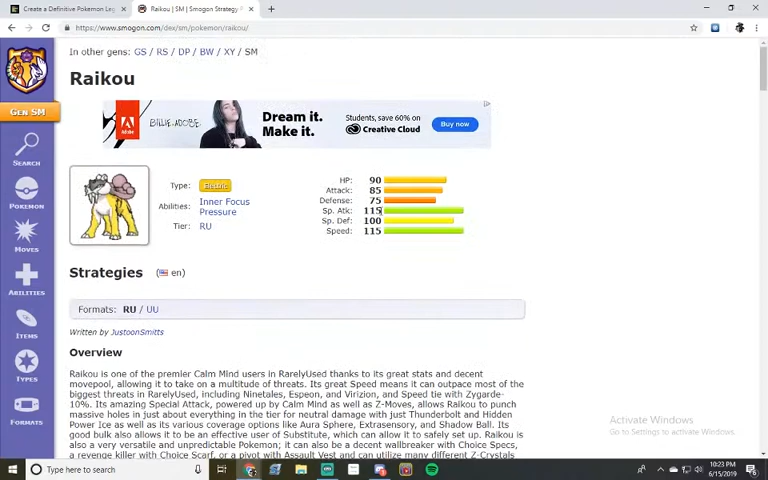 Create a Definitive Pokemon Leg
Raikou | SM | Smogon Strategy P
https://www.smogon.com/dex/sm/pokemon/raikou/
In other gens: GS / RS / DP / BW / XY / SM
Raikou
BILLIE.ADOBE.
Adobe
Dream it.
Make it.
Students, save 60% on
Creative Cloud
Buy now
GEN SM
SEARCH
POKEMON
MOVES
ABILITIES
ITEMS
TYPES
FORMATS
Type: Electric
Abilities: Inner Focus
Pressure
Tier: RU
HP: 90
Attack: 85
Defense: 75
Sp. Atk: 115
Sp. Def: 100
Speed: 115
Strategies (en)
Formats: RU / UU
Written by JustoonSmitts
Overview
Raikou is one of the premier Calm Mind users in RarelyUsed thanks to its great stats and decent
movepool, allowing it to take on a multitude of threats. Its great Speed means it can outpace most of the
biggest threats in RarelyUsed, including Ninetales, Espeon, and Virizion, and Speed tie with Zygarde-
10%. Its amazing Special Attack, powered up by Calm Mind as well as Z-Moves, allows Raikou to punch
massive holes in just about everything in the tier for neutral damage with just Thunderbolt and Hidden
Power Ice as well as its various coverage options like Aura Sphere, Extrasensory, and Shadow Ball. Its
good bulk also allows it to be an effective user of Substitute, which can allow it to safely set up. Raikou is
also a very versatile and unpredictable Pokemon; it can also be a decent wallbreaker with Choice Specs,
a revenge killer with Choice Scarf, or a pivot with Assault Vest and can utilize many different Z-Crystals
Activate Windows
Go to Settings to activate Windows.
Type here to search
10:23 PM
6/15/2019